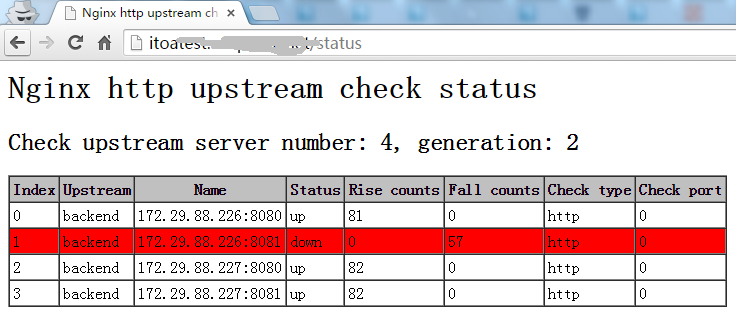 Nginx http upstream ch
itoatest.
/status
Nginx http upstream check status
Check upstream server number: 4, generation: 2
Index Upstream Name Status Rise counts Fall counts Check type Check port
0 backend 172.29.88.226:8080 up 81 0 http 0
1 backend 172.29.88.226:8081 down 0 57 http 0
2 backend 172.29.88.227:8080 up 82 0 http 0
3 backend 172.29.88.227:8081 up 82 0 http 0